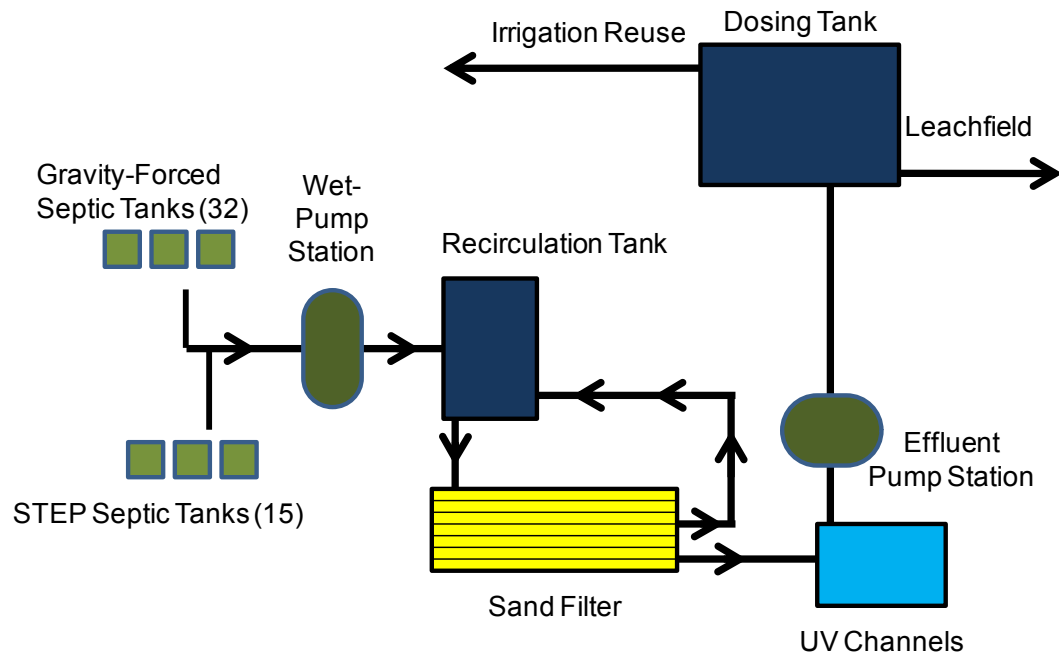 Dosing Tank
Irrigation Reuse
Leachfield
Gravity-Forced
Septic Tanks (32)
Wet-
Pump
Station
Recirculation Tank
STEP Septic Tanks (15)
Effluent
Pump Station
Sand Filter
UV Channels